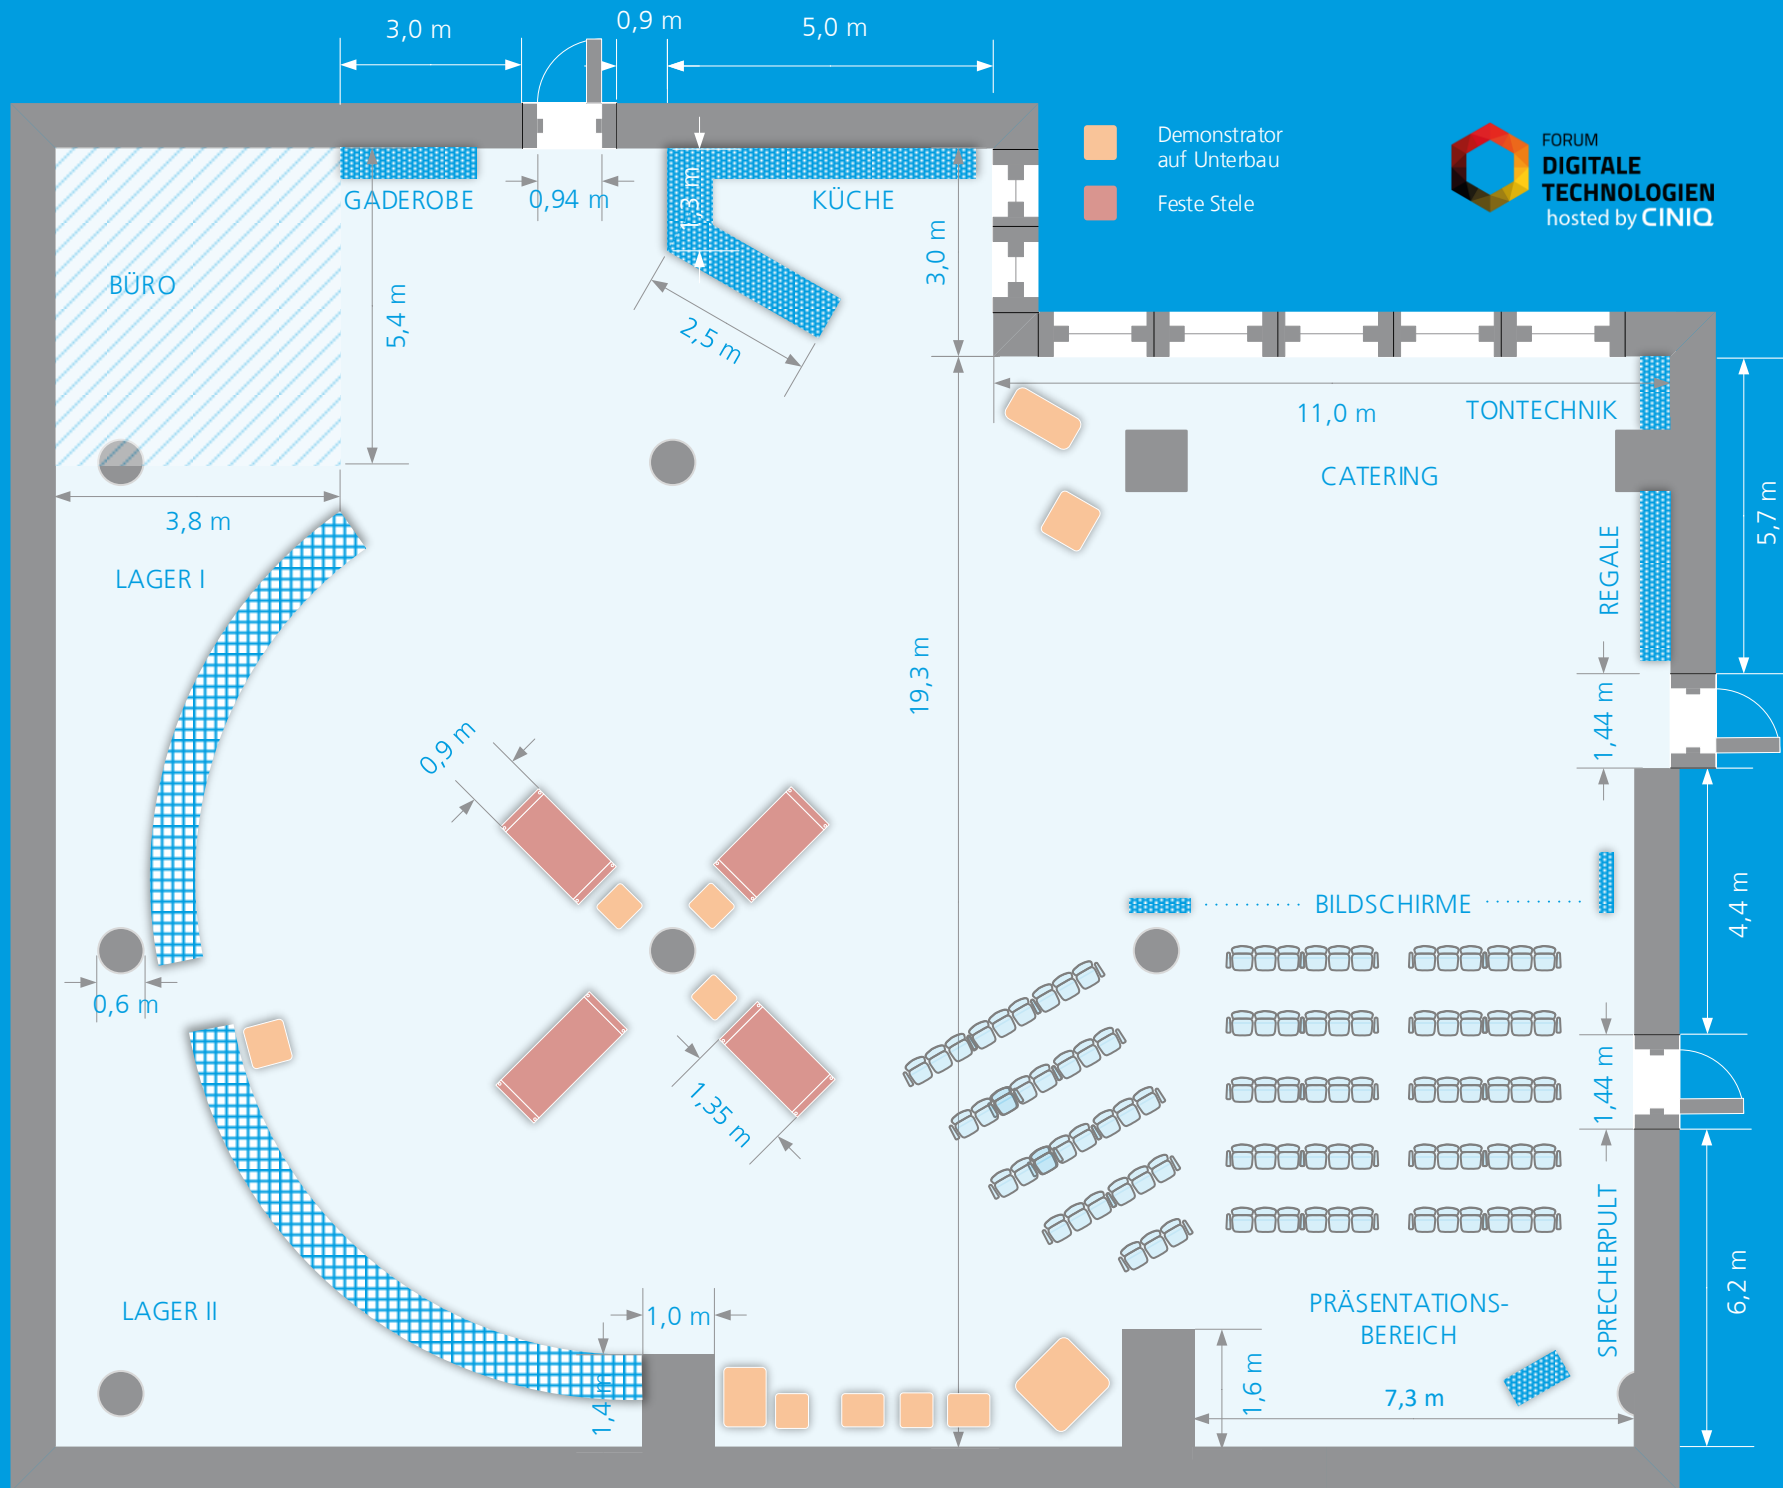 3,0 m
0,9 m
5,0 m
Demonstrator
auf Unterbau
Feste Stele
FORUM
DIGITALE
TECHNOLOGIEN
hosted by CINIQ
GADEROBE
0,94 m
1,3 m
KÜCHE
3,0 m
BÜRO
5,4 m
2,5 m
11,0 m
TONTECHNIK
CATERING
3,8 m
5,7 m
LAGER I
REGALE
19,3 m
1,44 m
0,9 m
BILDSCHIRME
4,4 m
0,6 m
1,35 m
1,44 m
SPRECHERPULT
6,2 m
LAGER II
1,0 m
PRÄSENTATIONS-
BEREICH
1,4 m
1,6 m
7,3 m